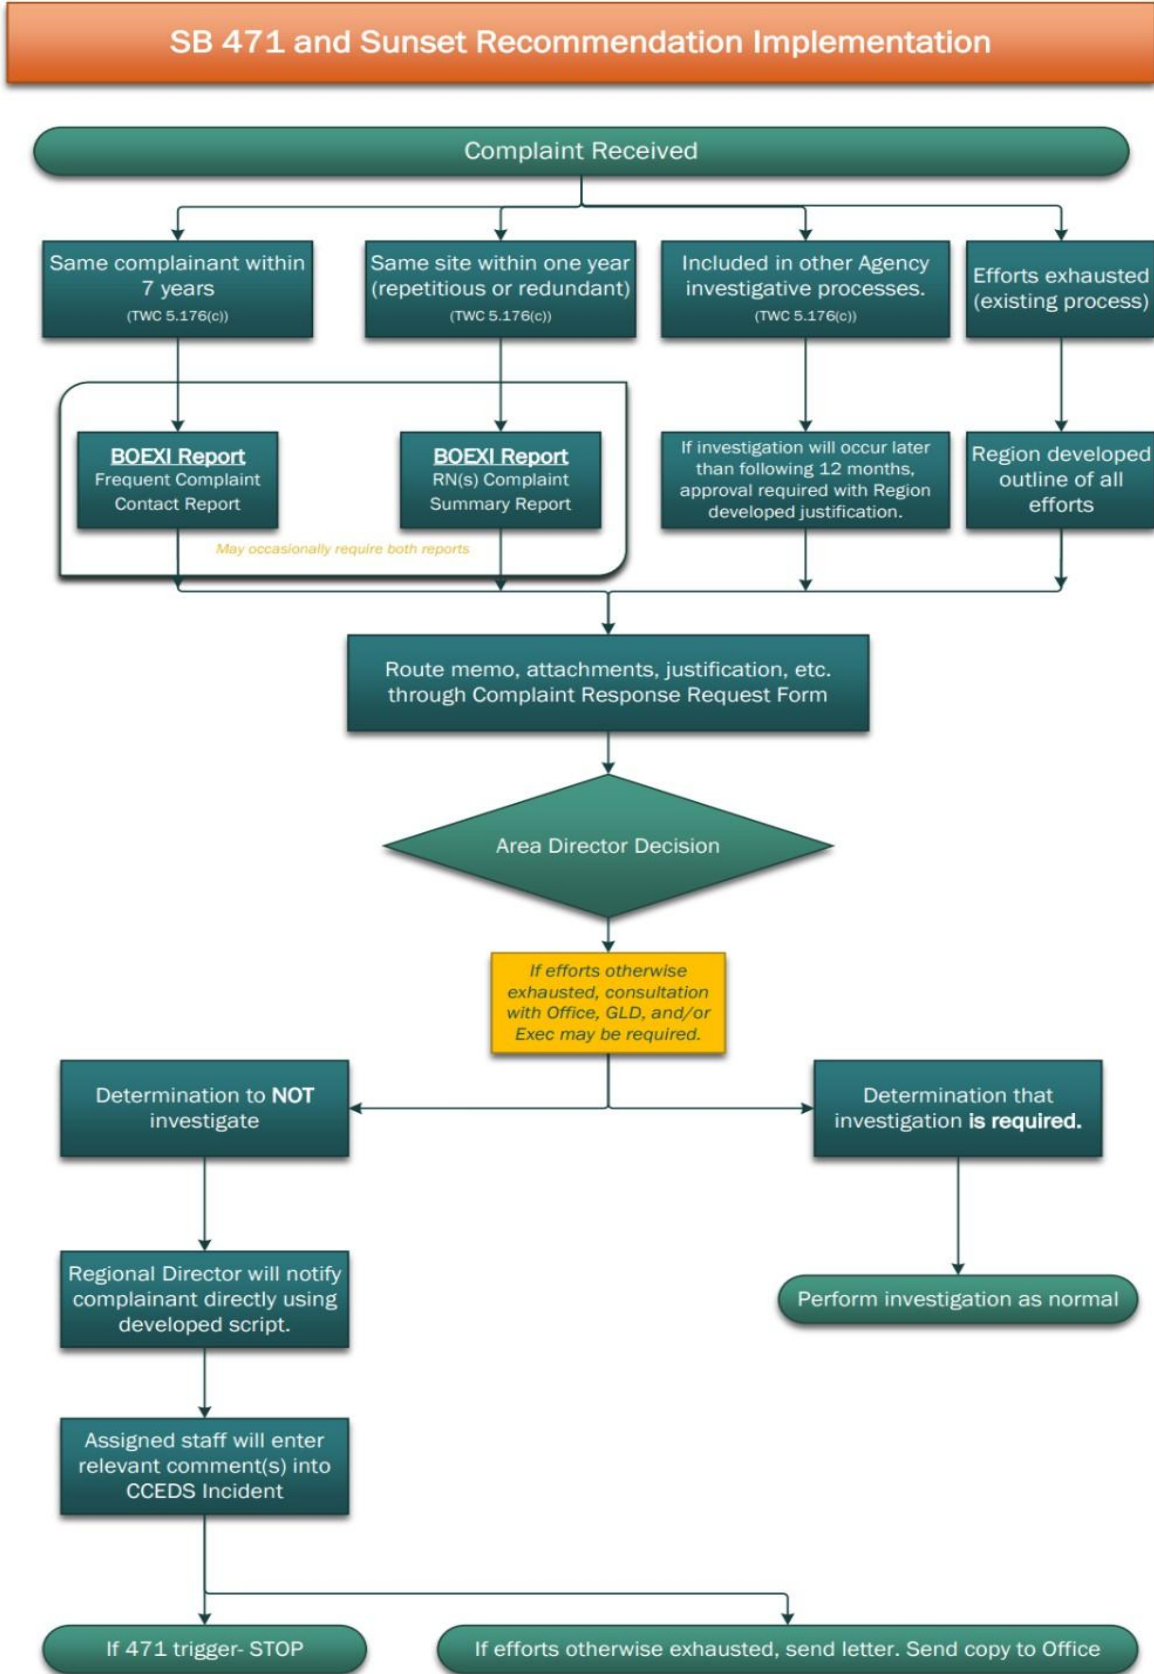 SB 471 and Sunset Recommendation Implementation
Complaint Received
Same complainant within
7 years
(TWC 5.176(c))
Same site within one year
(repetitious or redundant)
(TWC 5.176(c))
Included in other Agency
investigative processes.
(TWC 5.176(c))
Efforts exhausted
(existing process)
BOEXI Report
Frequent Complaint
Contact Report
BOEXI Report
RN(s) Complaint
Summary Report
May occasionally require both reports
If investigation will occur later
than following 12 months,
approval required with Region
developed justification.
Region developed
outline of all
efforts
Route memo, attachments, justification, etc.
through Complaint Response Request Form
Area Director Decision
If efforts otherwise
exhausted, consultation
with Office, GLD, and/or
Exec may be required.
Determination to NOT
investigate
Determination that
investigation is required.
Regional Director will notify
complainant directly using
developed script.
Perform investigation as normal
Assigned staff will enter
relevant comment(s) into
CCEDS Incident
If 471 trigger- STOP
If efforts otherwise exhausted, send letter. Send copy to Office